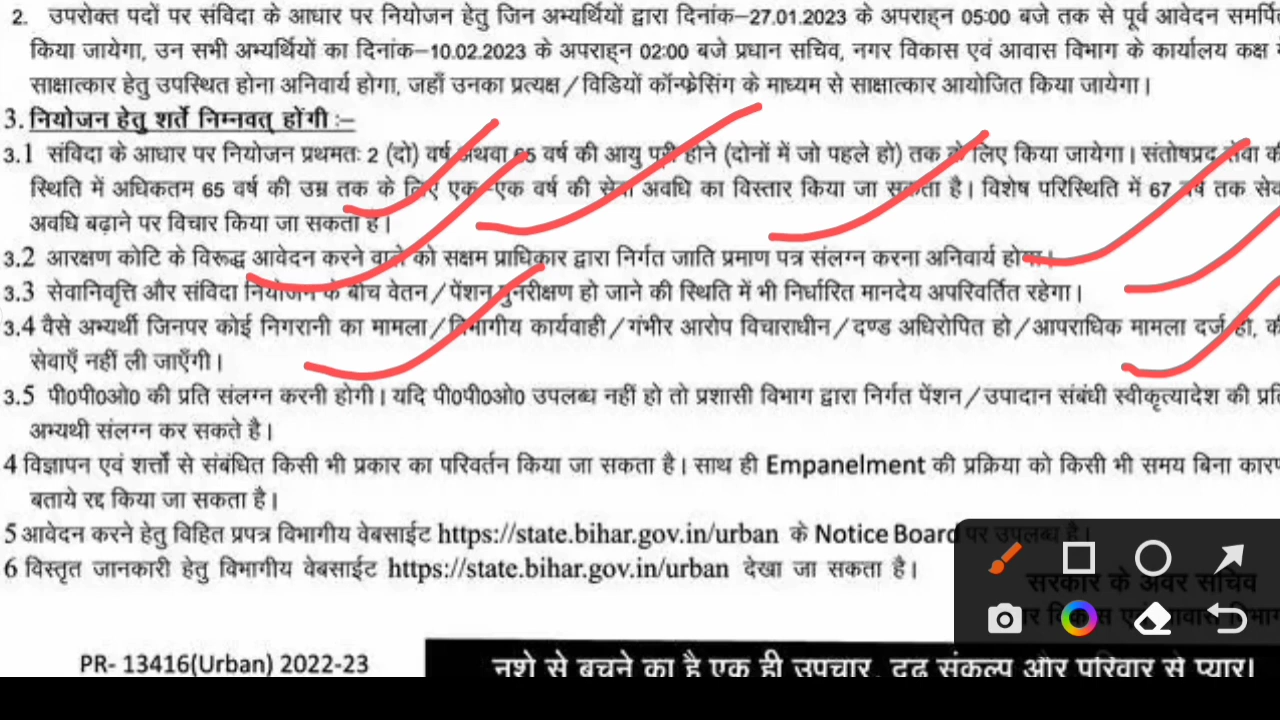 2. उपरोक्त पदों पर संविदा के आधार पर नियोजन हेतु जिन अभ्यर्थियों द्वारा दिनांक–27.01.2023 के अपराह्न 05:00 बजे तक से पूर्व आवेदन
किया जायेगा, उन सभी अभ्यर्थियों का दिनांक–10.02.2023 के अपराह्न 02:00 बजे प्रधान सचिव, नगर विकास एवं आवास विभाग के कार्यालय कक्ष
साक्षात्कार हेतु उपस्थित होना अनिवार्य होगा, जहाँ उनका प्रत्यक्ष/विडियों कॉन्फ्रेसिंग के माध्यम से साक्षात्कार आयोजित किया जायेगा।
3. नियोजन हेतु शर्ते निम्नवत् होंगी :–
3.1 संविदा के आधार पर नियोजन प्रथमतः 2 (दो) वर्ष अथवा 65 वर्ष की आयु पूरी होने (दोनों में जो पहले हो) तक के लिए किया जायेगा। संतोषप्रद सेवा
स्थिति में अधिकतम 65 वर्ष की उम्र तक के लिए एक–एक वर्ष की सेवा अवधि का विस्तार किया जा सकता है। विशेष परिस्थिति में 67 वर्ष तक
अवधि बढ़ाने पर विचार किया जा सकता है।
3.2 आरक्षण कोटि के विरूद्ध आवेदन करने वाले को सक्षम प्राधिकार द्वारा निर्गत जाति प्रमाण पत्र संलग्न करना अनिवार्य होगा।
3.3 सेवानिवृत्ति और संविदा नियोजन के बीच वेतन/पेंशन पुनरीक्षण हो जाने की स्थिति में भी निर्धारित मानदेय अपरिवर्तित रहेगा।
3.4 वैसे अभ्यर्थी जिनपर कोई निगरानी का मामला/विभागीय कार्यवाही/गंभीर आरोप विचाराधीन/दण्ड अधिरोपित हो/आपराधिक मामला दर्ज हो,
सेवाएँ नहीं ली जाएँगी।
3.5 पी0पी0ओ0 की प्रति संलग्न करनी होगी। यदि पी0पी0ओ0 उपलब्ध नहीं हो तो प्रशासी विभाग द्वारा निर्गत पेंशन/उपादान संबंधी स्वीकृत्यादेश की
अभ्यथी संलग्न कर सकते है।
4 विज्ञापन एवं शर्त्तो से संबंधित किसी भी प्रकार का परिवर्तन किया जा सकता है। साथ ही Empanelment की प्रक्रिया को किसी भी समय बिना
बताये रद्द किया जा सकता है।
5 आवेदन करने हेतु विहित प्रपत्र विभागीय वेबसाईट https://state.bihar.gov.in/urban के Notice Board पर उपलब्ध है।
6 विस्तृत जानकारी हेतु विभागीय वेबसाईट https://state.bihar.gov.in/urban देखा जा सकता है।
सरकार के अवर सचिव
विकास एवं आवास
PR- 13416(Urban) 2022-23
नशे से बचने का है एक ही उपचार, दृढ़ संकल्प और परिवार से प्यार।